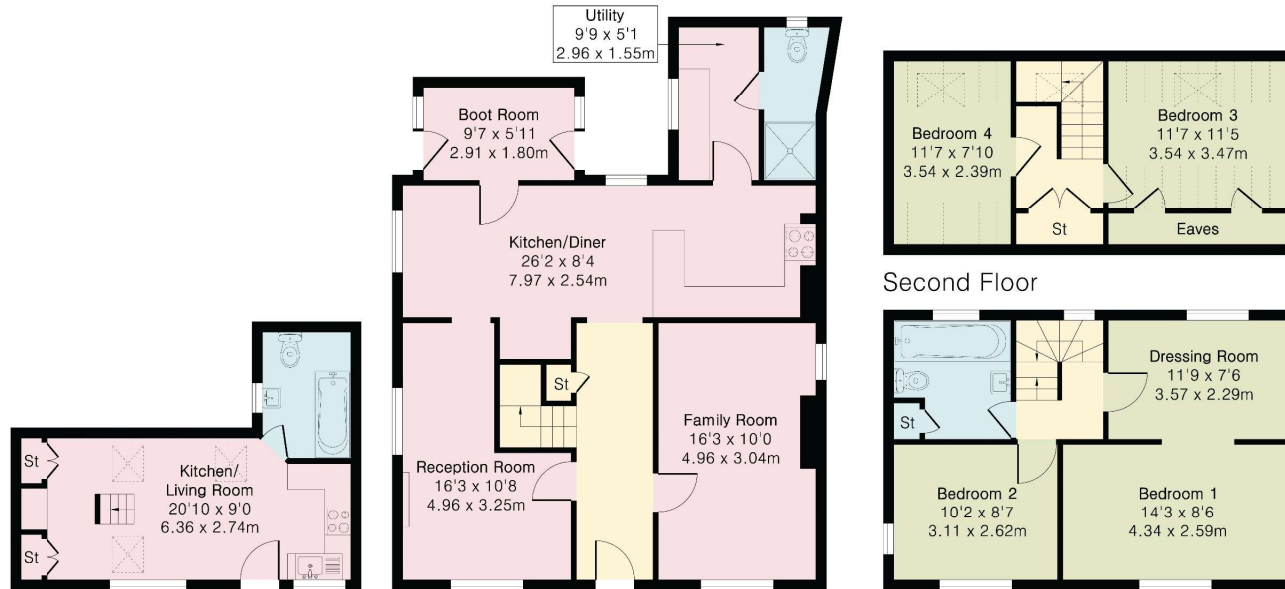 Utility
9'9 x 5'1
2.96 x 1.55m
Boot Room
9'7 x 5'11
2.91 x 1.80m
Kitchen/Diner
26'2 x 8'4
7.97 x 2.54m
St
Reception Room
16'3 x 10'8
4.96 x 3.25m
Family Room
16'3 x 10'0
4.96 x 3.04m
St
Kitchen/
Living Room
20'10 x 9'0
6.36 x 2.74m
St
Bedroom 4
11'7 x 7'10
3.54 x 2.39m
Bedroom 3
11'7 x 11'5
3.54 x 3.47m
St
Eaves
Second Floor
Dressing Room
11'9 x 7'6
3.57 x 2.29m
St
Bedroom 2
10'2 x 8'7
3.11 x 2.62m
Bedroom 1
14'3 x 8'6
4.34 x 2.59m